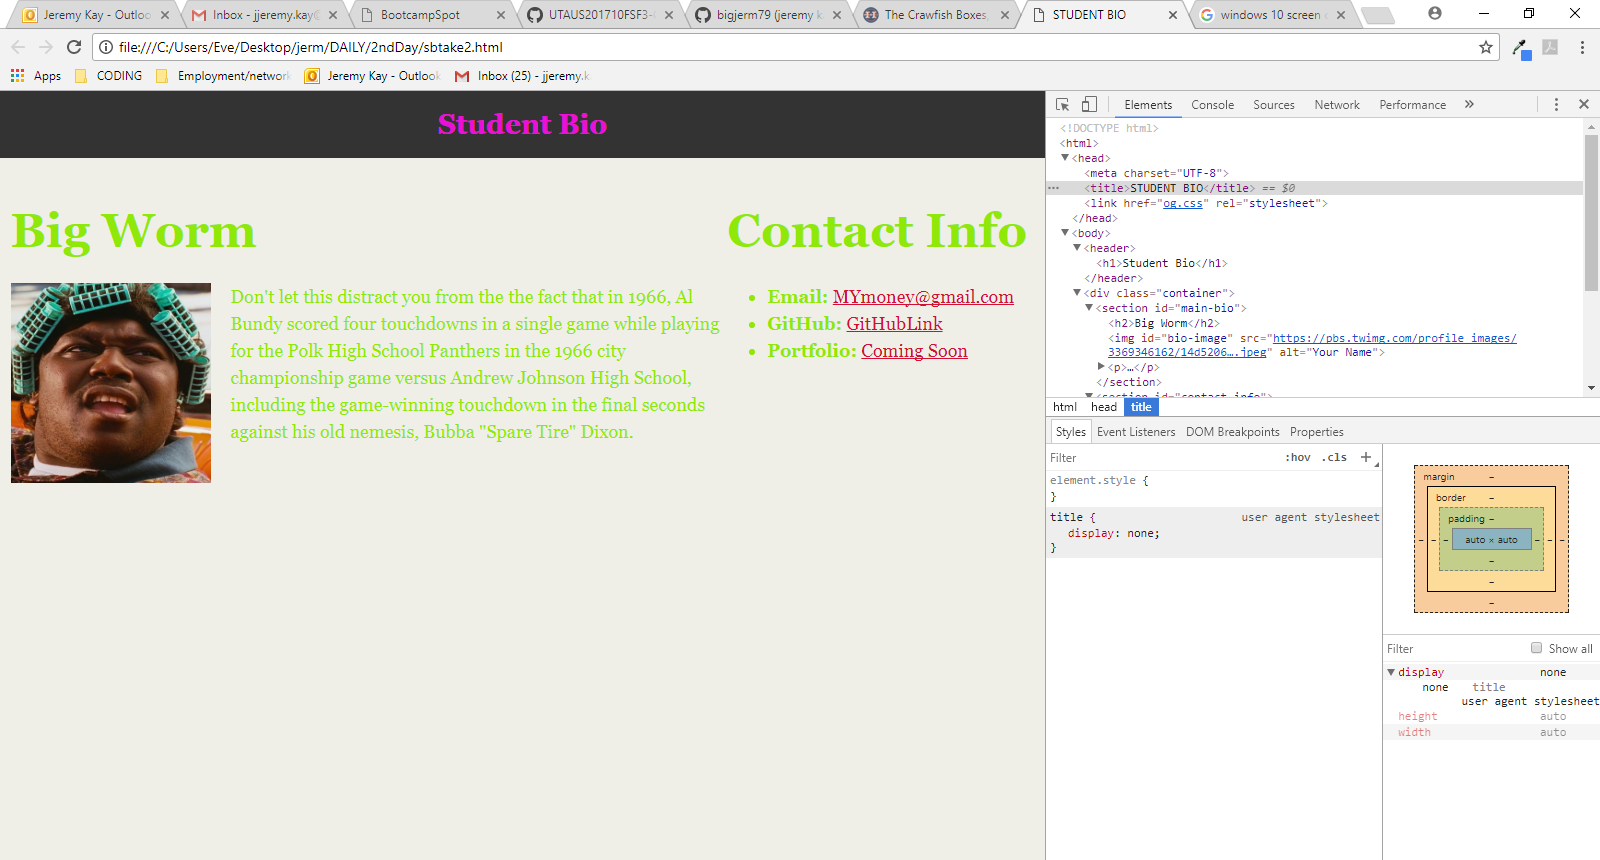 Jeremy Kay - Outloo
Inbox - jjeremy.kay@
BootcampSpot
UTAUS201710FSF3-
bigjerm79 (jeremy k
The Crawfish Boxes,
STUDENT BIO
windows 10 screen
file:///C:/Users/Eve/Desktop/jerm/DAILY/2ndDay/sbtake2.html
Apps
CODING
Employment/network
Jeremy Kay - Outlook
Inbox (25) - jjeremy.k
Student Bio
Big Worm
Don't let this distract you from the the fact that in 1966, Al
Bundy scored four touchdowns in a single game while playing
for the Polk High School Panthers in the 1966 city
championship game versus Andrew Johnson High School,
including the game-winning touchdown in the final seconds
against his old nemesis, Bubba "Spare Tire" Dixon.
Contact Info
• Email: MYmoney@gmail.com
• GitHub: GitHubLink
• Portfolio: Coming Soon
Elements Console Sources Network Performance »
<!DOCTYPE html>
<html>
▼<head>
<meta charset="UTF-8">
··· <title>STUDENT BIO</title> == $0
<link href="og.css" rel="stylesheet">
</head>
▼<body>
▼<header>
<h1>Student Bio</h1>
</header>
▼<div class="container">
▼<section id="main-bio">
<h2>Big Worm</h2>
<img id="bio-image" src="https://pbs.twimg.com/profile_images/
3369346162/14d5206….jpeg" alt="Your Name">
▶<p>…</p>
</section>
▼<section id="contact-info">
html head title
Styles Event Listeners DOM Breakpoints Properties
Filter :hov .cls +
element.style {
}
title { user agent stylesheet
display: none;
}
margin –
border –
padding –
– – – auto × auto – – –
–
–
–
Filter Show all
▼display none
none title
user agent stylesheet
height auto
width auto